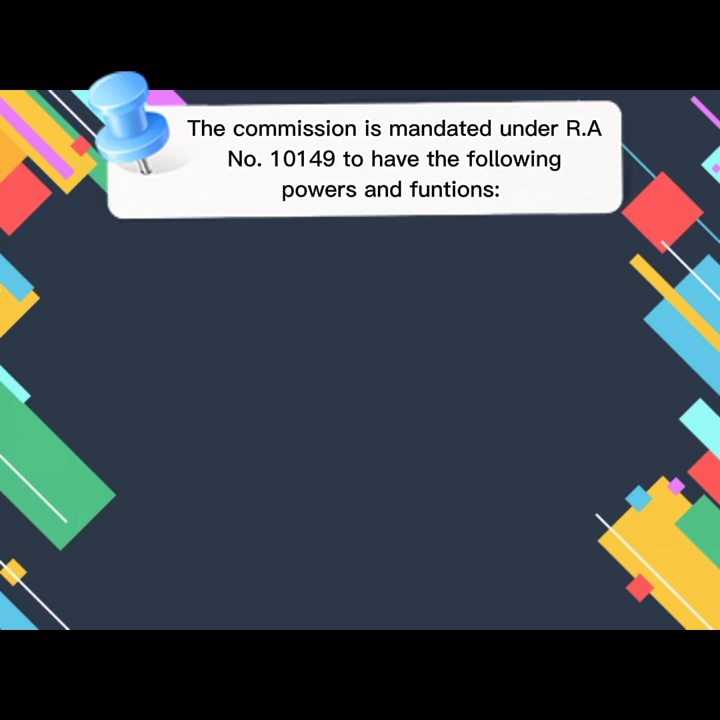 The commission is mandated under R.A
No. 10149 to have the following
powers and funtions: